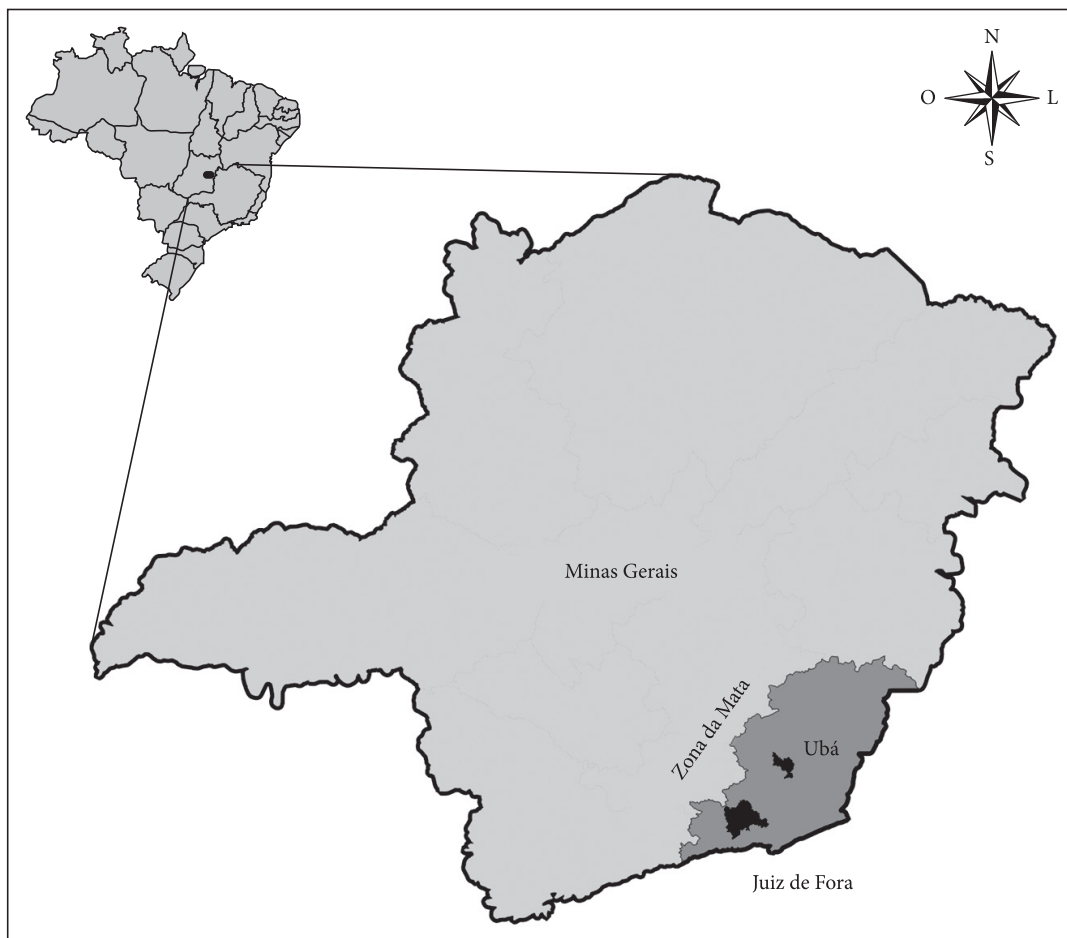 N
O
L
S
Minas Gerais
Zona da Mata
Ubá
Juiz de Fora